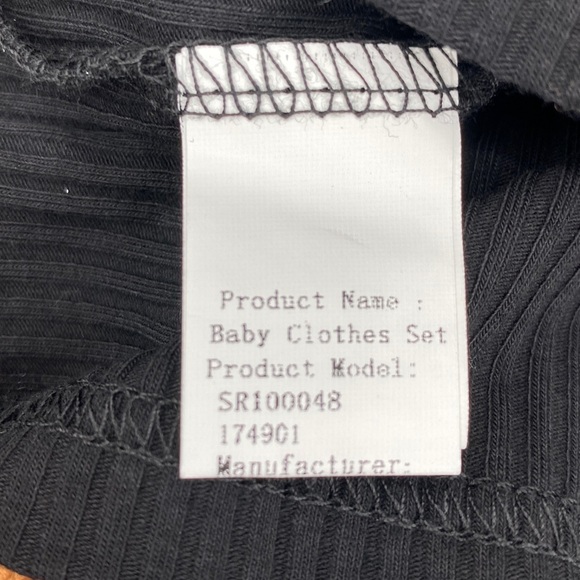 Product Name :
Baby Clothes Set
Product Model:
SR100048
174901
Manufacturer: